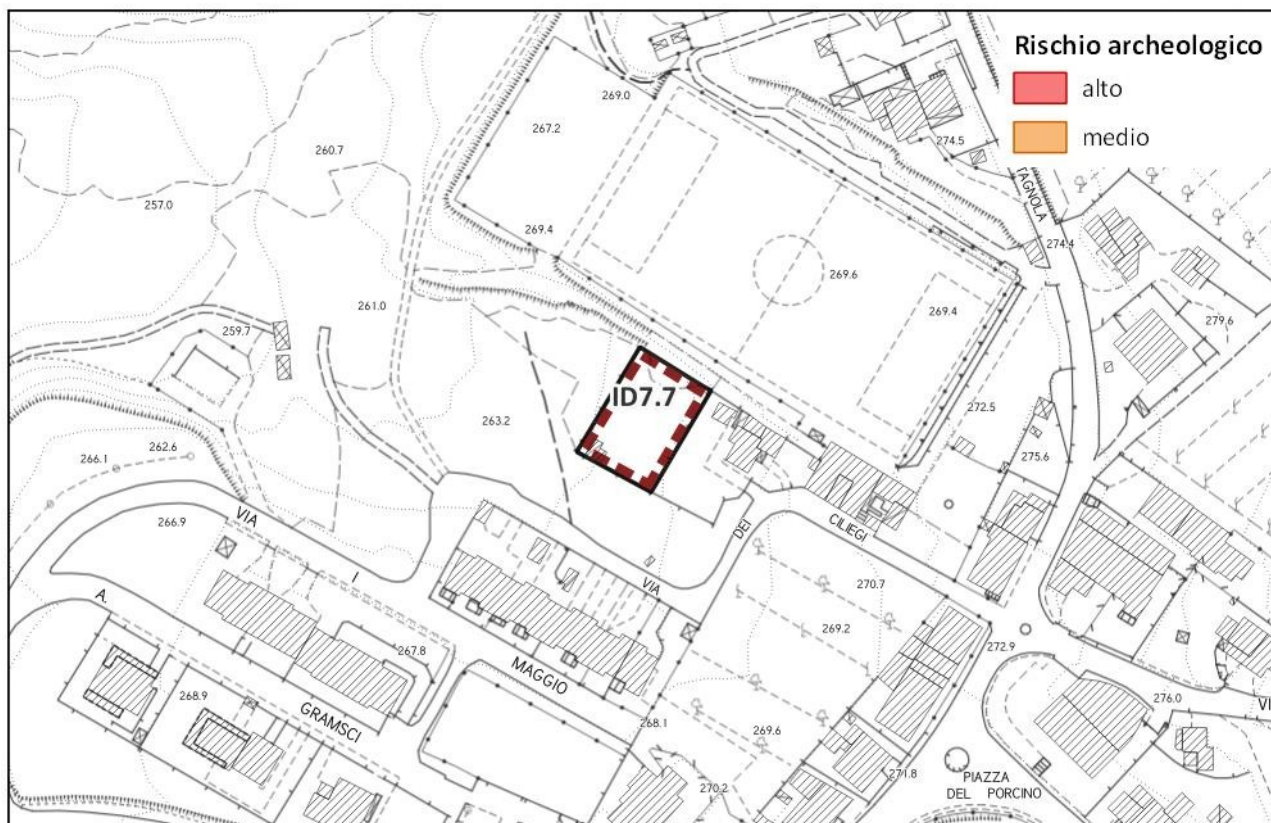 Rischio archeologico
alto
medio
269.0
267.2
274.5
260.7
257.0
TAGNOLA
274.4
269.4
269.6
261.0
269.4
279.6
259.7
ID7.7
263.2
272.5
262.6
266.1
275.6
266.9
VIA
I
MAGGIO
VIA
DEI
CILIEGI
270.7
269.2
267.8
272.9
A.
GRAMSCI
268.9
268.1
269.6
276.0
VI
271.8
PIAZZA
DEL PORCINO
270.2